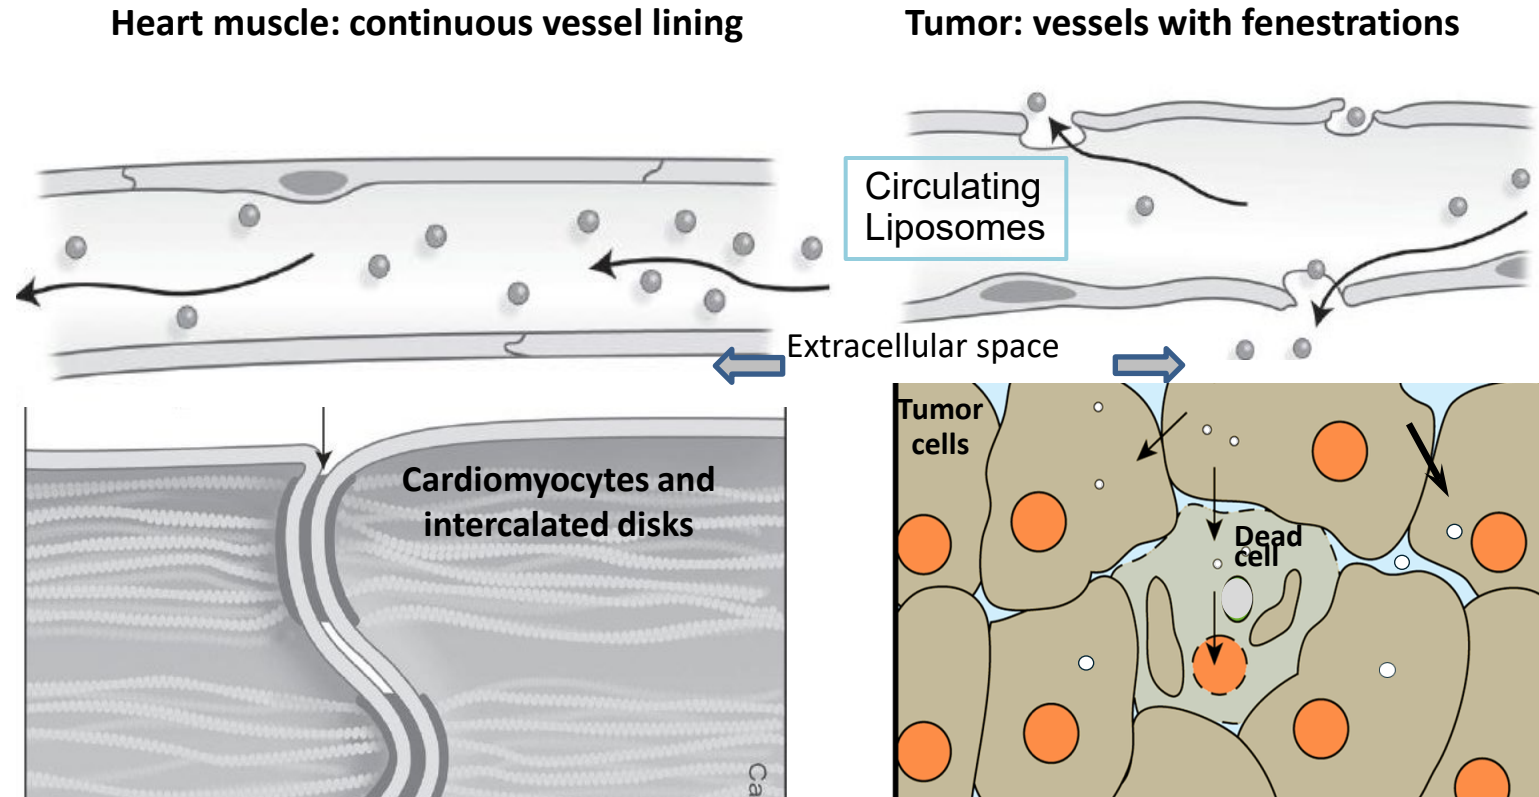 Heart muscle: continuous vessel lining
Tumor: vessels with fenestrations
Circulating
Liposomes
Extracellular space
Cardiomyocytes and
intercalated disks
Tumor
cells
Dead
cell
Ca